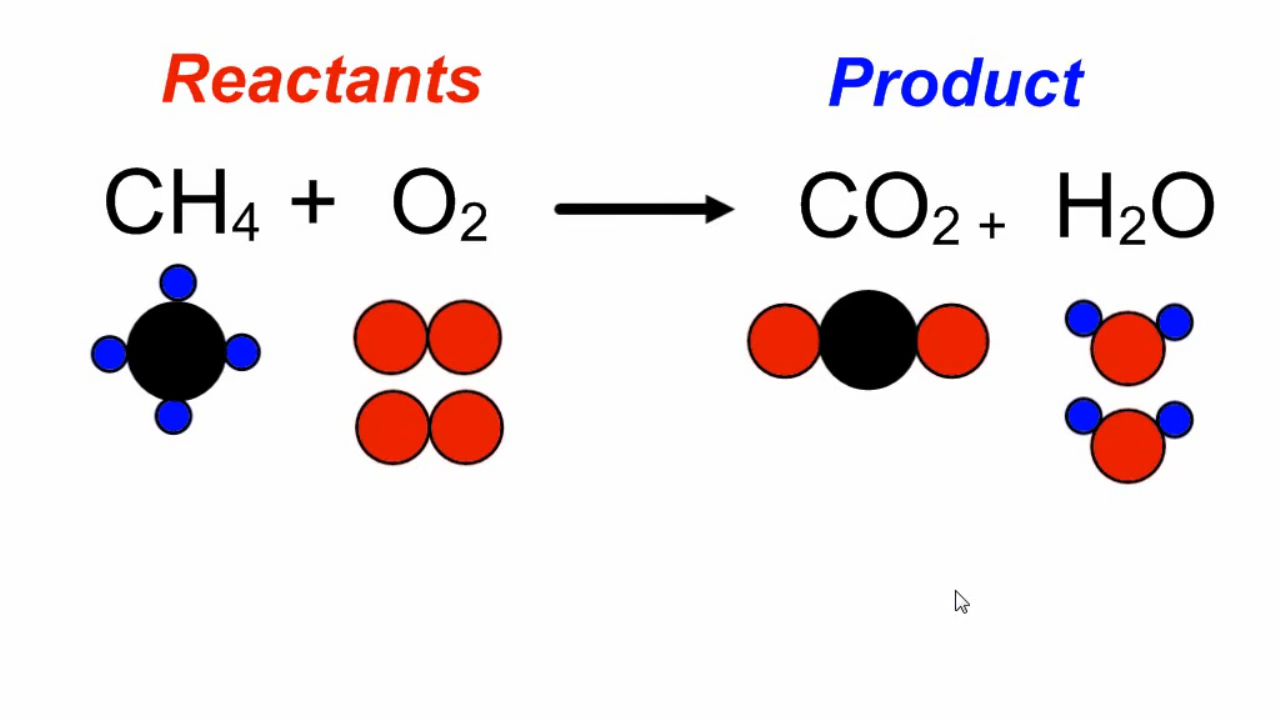 Reactants Product
CH₄ + O₂ → CO₂ + H₂O